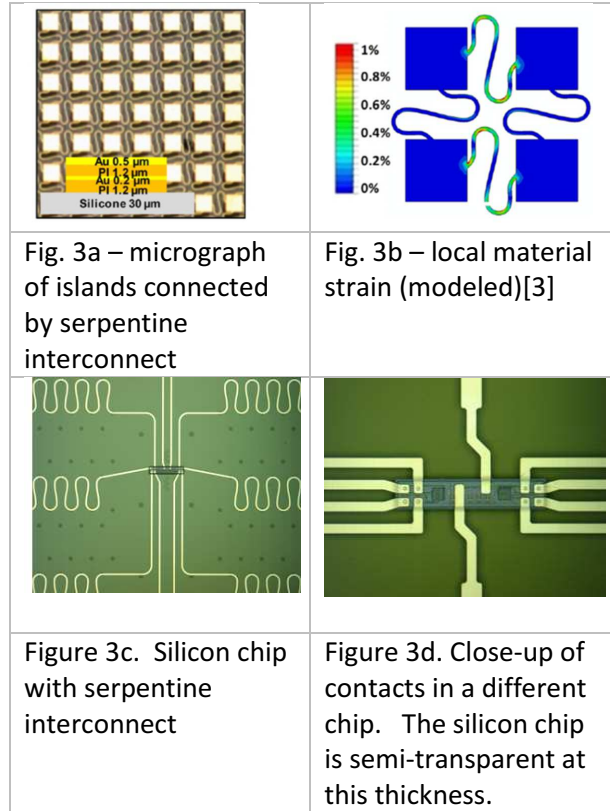 Au 0.5 µm
PI 1.2 µm
Au 0.2 µm
PI 1.2 µm
Silicone 30 µm
1%
0.8%
0.6%
0.4%
0.2%
0%
Fig. 3a – micrograph
of islands connected
by serpentine
interconnect
Fig. 3b – local material
strain (modeled)[3]
Figure 3c.  Silicon chip
with serpentine
interconnect
Figure 3d. Close-up of
contacts in a different
chip.   The silicon chip
is semi-transparent at
this thickness.